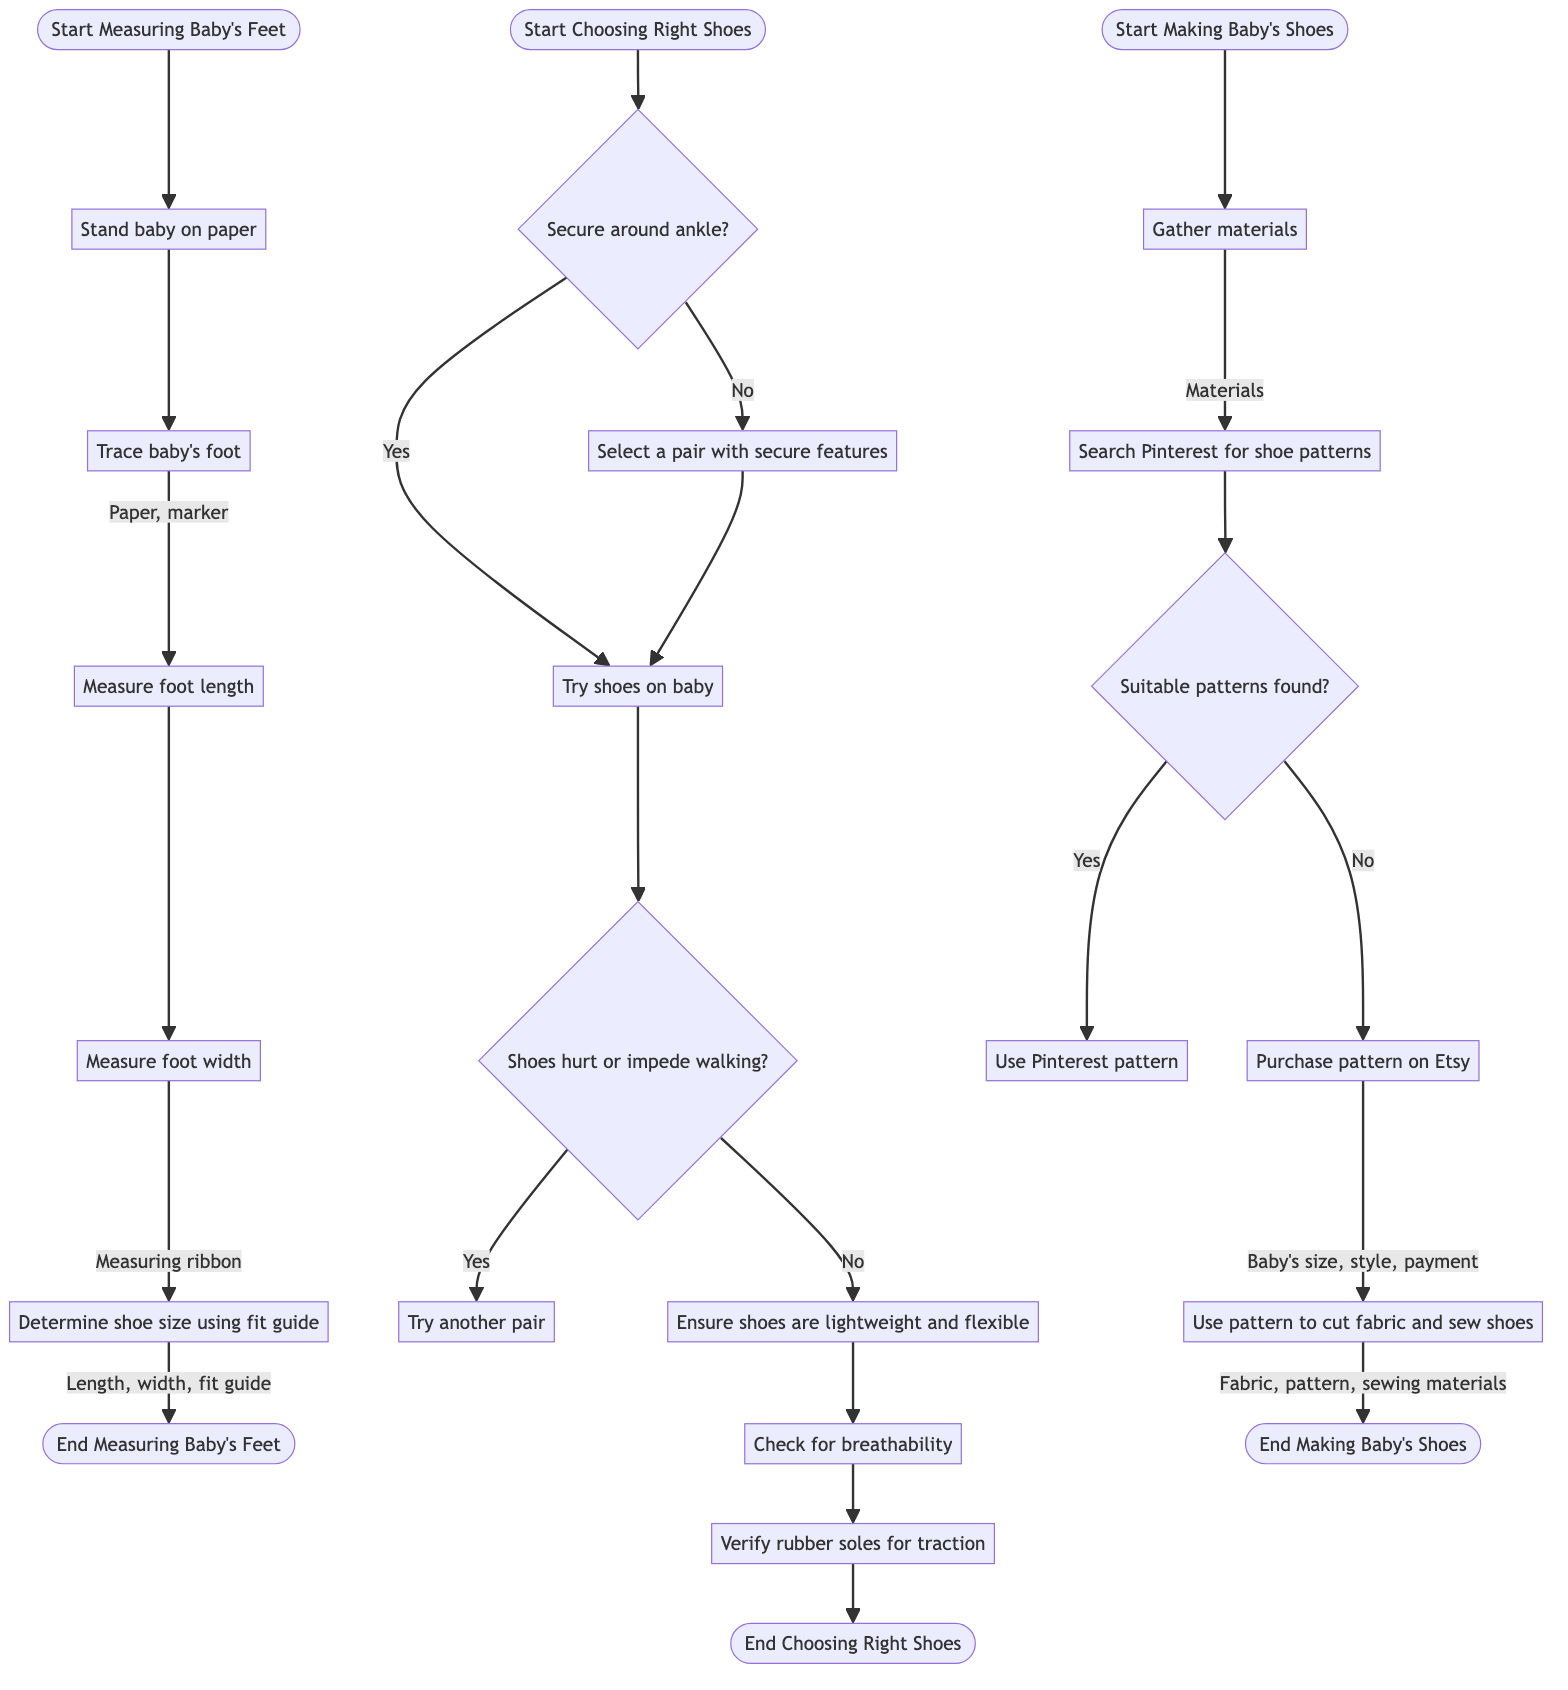 Start Measuring Baby's Feet
Stand baby on paper
Trace baby's foot
Paper, marker
Measure foot length
Measure foot width
Measuring ribbon
Determine shoe size using fit guide
Length, width, fit guide
End Measuring Baby's Feet
Start Choosing Right Shoes
Secure around ankle?
Yes
No
Select a pair with secure features
Try shoes on baby
Shoes hurt or impede walking?
Yes
No
Try another pair
Ensure shoes are lightweight and flexible
Check for breathability
Verify rubber soles for traction
End Choosing Right Shoes
Start Making Baby's Shoes
Gather materials
Materials
Search Pinterest for shoe patterns
Suitable patterns found?
Yes
No
Use Pinterest pattern
Purchase pattern on Etsy
Baby's size, style, payment
Use pattern to cut fabric and sew shoes
Fabric, pattern, sewing materials
End Making Baby's Shoes